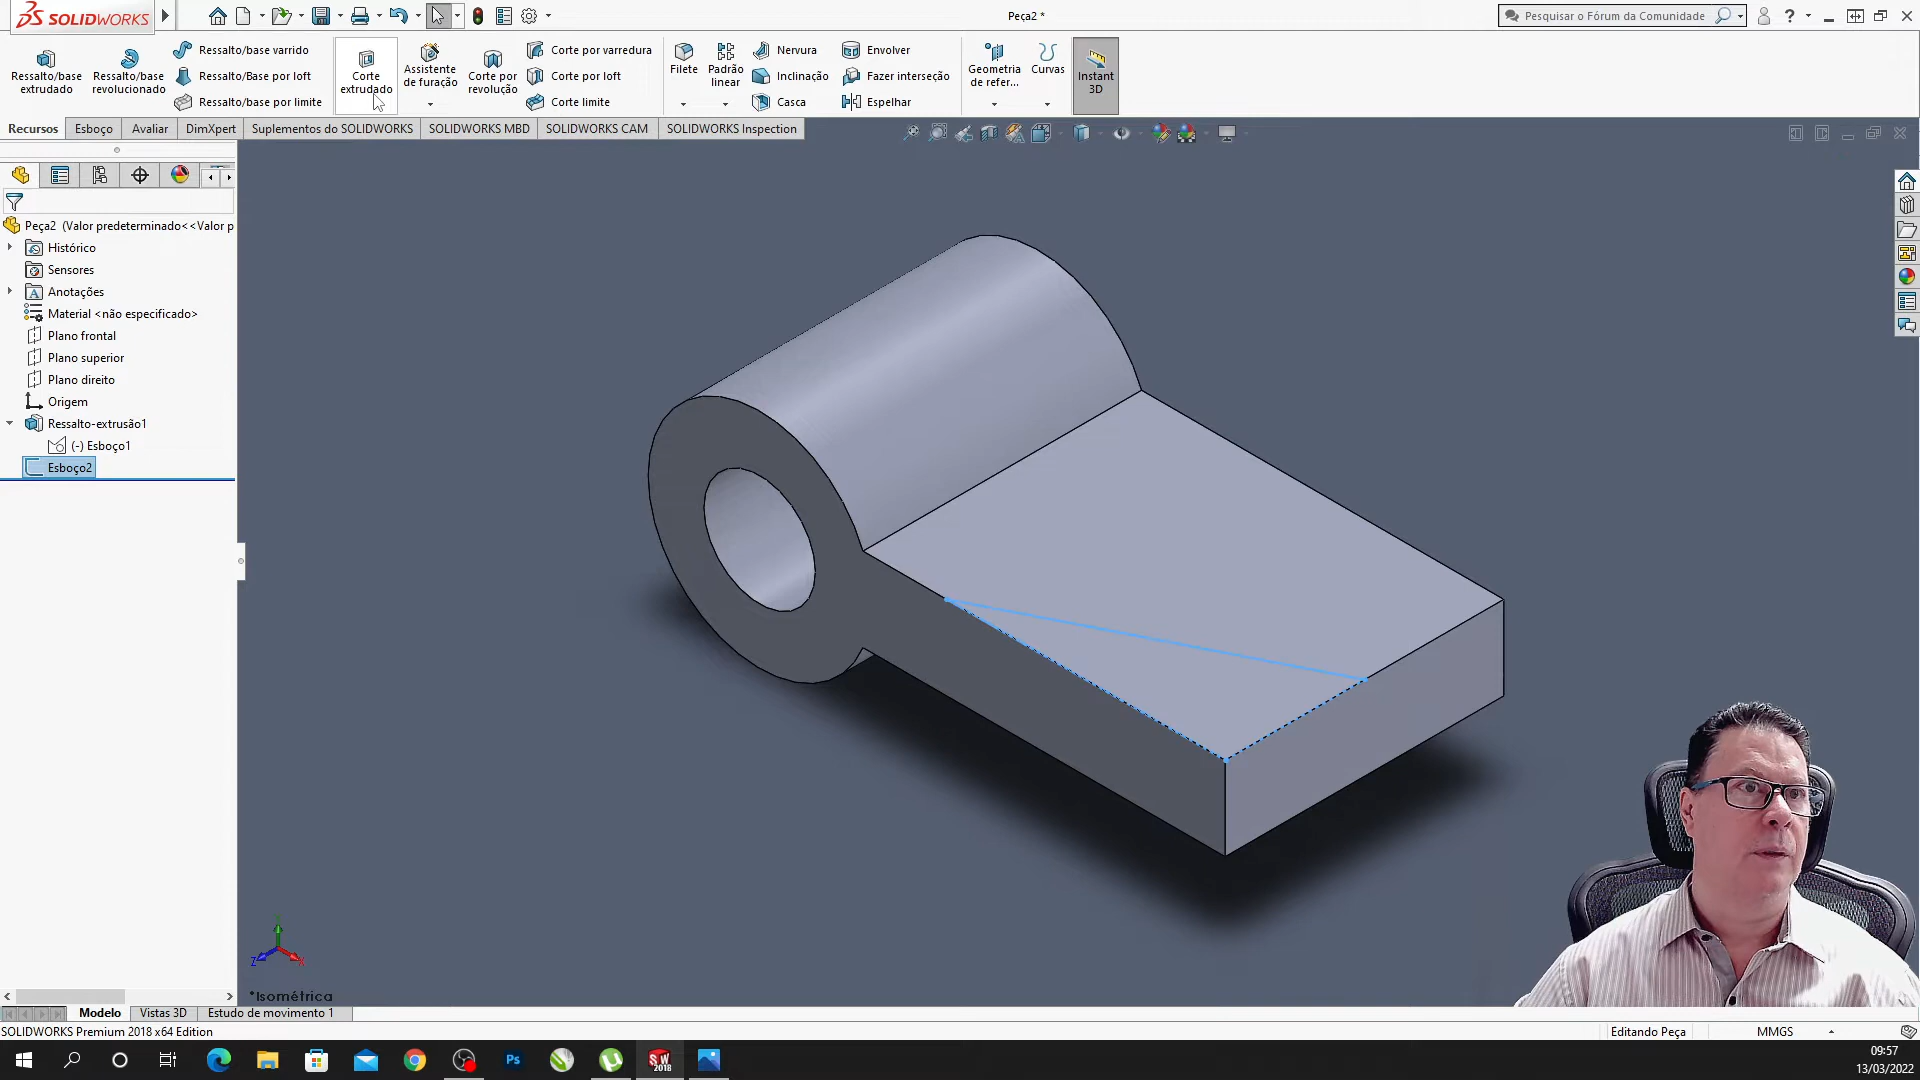 SOLIDWORKS
Peça2 *
Pesquisar o Fórum da Comunidade
Ressalto/base extrudado
Ressalto/base revolucionado
Ressalto/base varrido
Ressalto/Base por loft
Ressalto/base por limite
Corte extrudado
Assistente de furação
Corte por revolução
Corte por varredura
Corte por loft
Corte limite
Filete
Padrão linear
Nervura
Inclinação
Casca
Envolver
Fazer interseção
Espelhar
Geometria de refer...
Curvas
Instant 3D
Recursos
Esboço
Avaliar
DimXpert
Suplementos do SOLIDWORKS
SOLIDWORKS MBD
SOLIDWORKS CAM
SOLIDWORKS Inspection
Peça2 (Valor predeterminado<<Valor p
Histórico
Sensores
Anotações
Material <não especificado>
Plano frontal
Plano superior
Plano direito
Origem
Ressalto-extrusão1
(-) Esboço1
Esboço2
*Isométrica
Modelo
Vistas 3D
Estudo de movimento 1
SOLIDWORKS Premium 2018 x64 Edition
Editando Peça
MMGS
09:57
13/03/2022